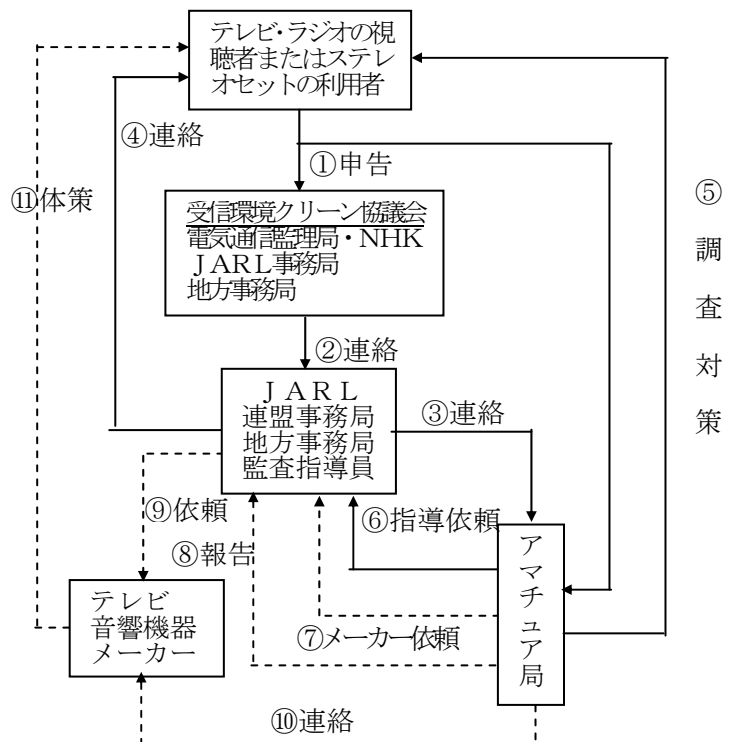 テレビ・ラジオの視
聴者またはステレ
オセットの利用者
④連絡
①申告
⑪体策
⑤
調
査
対
策
受信環境クリーン協議会
電気通信監理局・NHK
JARL事務局
地方事務局
②連絡
JARL
連盟事務局
地方事務局
監査指導員
③連絡
⑨依頼
⑥指導依頼
⑧報告
ア
マ
チ
ュ
ア
局
テレビ
音響機器
メーカー
⑦メーカー依頼
⑩連絡